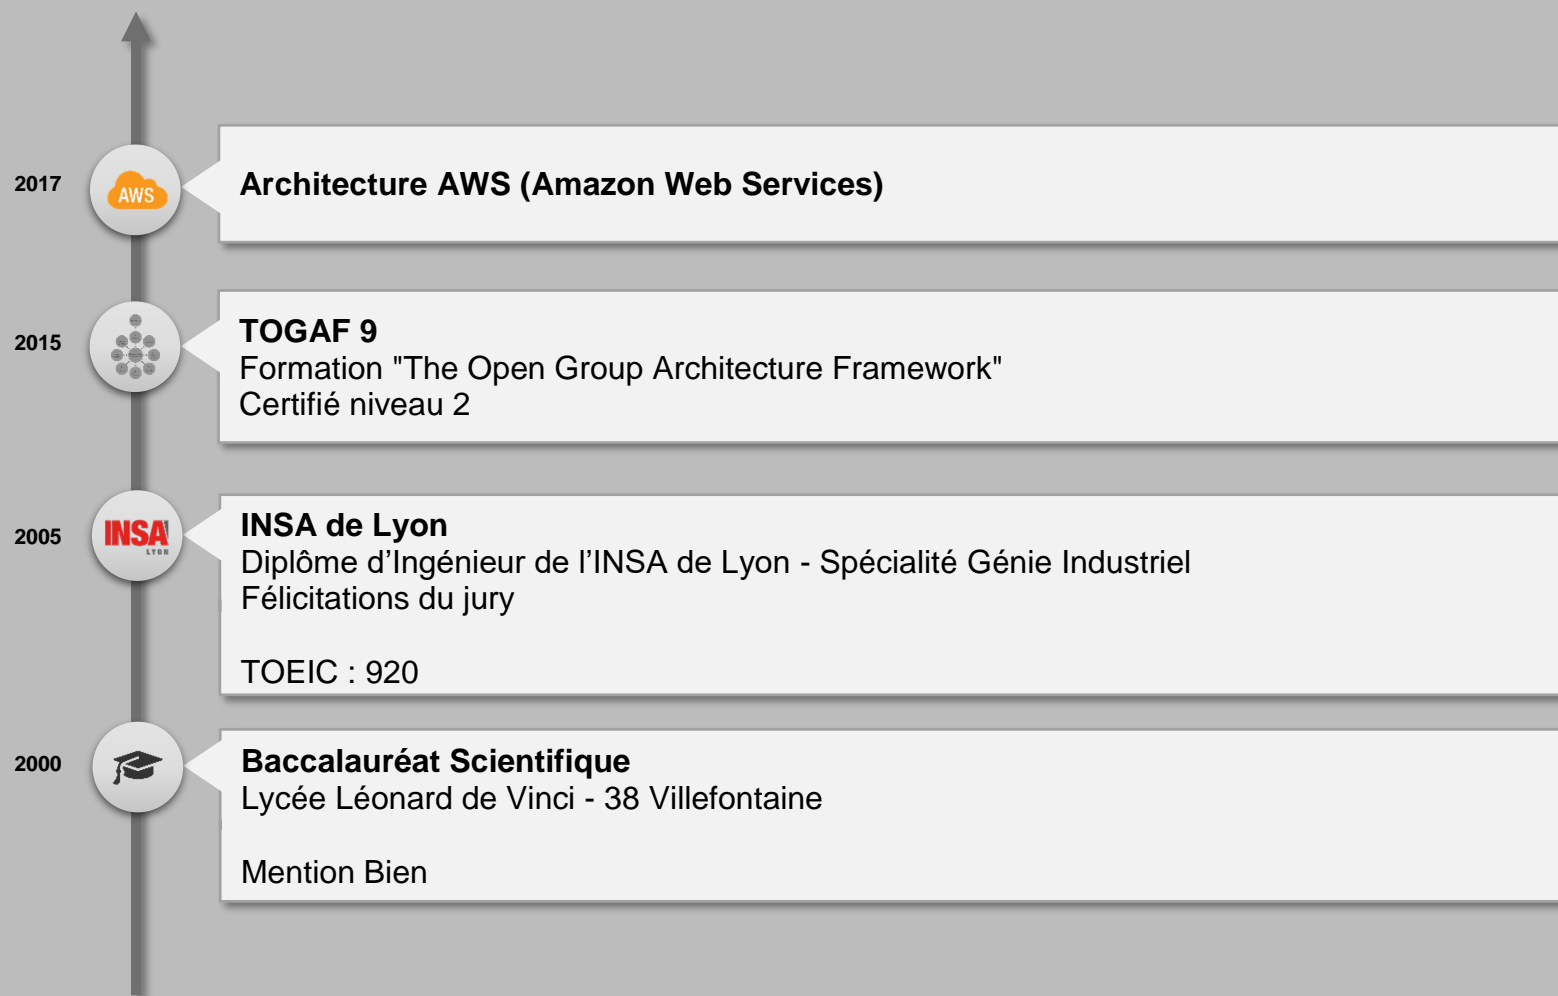 2017
AWS
Architecture AWS (Amazon Web Services)
2015
TOGAF 9
Formation "The Open Group Architecture Framework"
Certifié niveau 2
2005
INSA
LYON
INSA de Lyon
Diplôme d’Ingénieur de l’INSA de Lyon - Spécialité Génie Industriel
Félicitations du jury
TOEIC : 920
2000
Baccalauréat Scientifique
Lycée Léonard de Vinci - 38 Villefontaine
Mention Bien